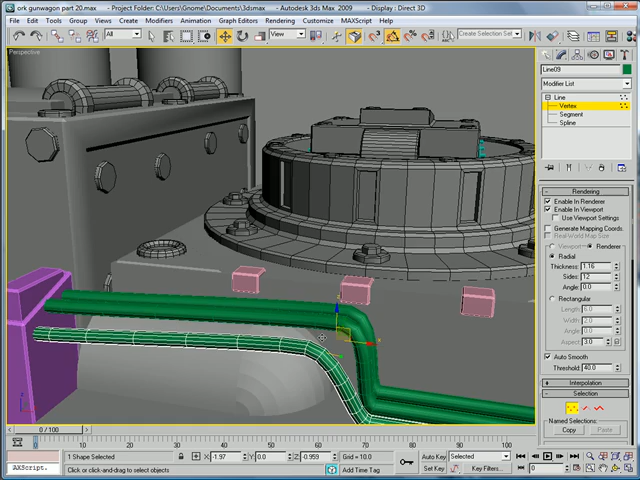 ork gunwagon part 20.max - Project Folder: C:\Users\Gnome\Documents\3dsmax - Autodesk 3ds Max 2009 - Display : Direct 3D
File Edit Tools Group Views Create Modifiers Animation Graph Editors Rendering Customize MAXScript Help
All View Create Selection Set
Perspective
Line09
Modifier List
Line
Vertex
Segment
Spline
Rendering
Enable In Renderer
Enable In Viewport
Use Viewport Settings
Generate Mapping Coords.
Real-World Map Size
Viewport Renderer
Radial
Thickness: 1.16
Sides: 12
Angle: 0.0
Rectangular
Length: 6.0
Width: 2.0
Angle: 0.0
Aspect: 3.0
Auto Smooth
Threshold: 40.0
Interpolation
Selection
Named Selections:
Copy Paste
0 / 100
0 10 20 30 40 50 60 70 80 90 100
1 Shape Selected X: -1.97 Y: 0.0 Z: -0.959 Grid = 10.0 Auto Key Selected
AXScript. Click or click-and-drag to select objects Add Time Tag Set Key Key Filters... 0